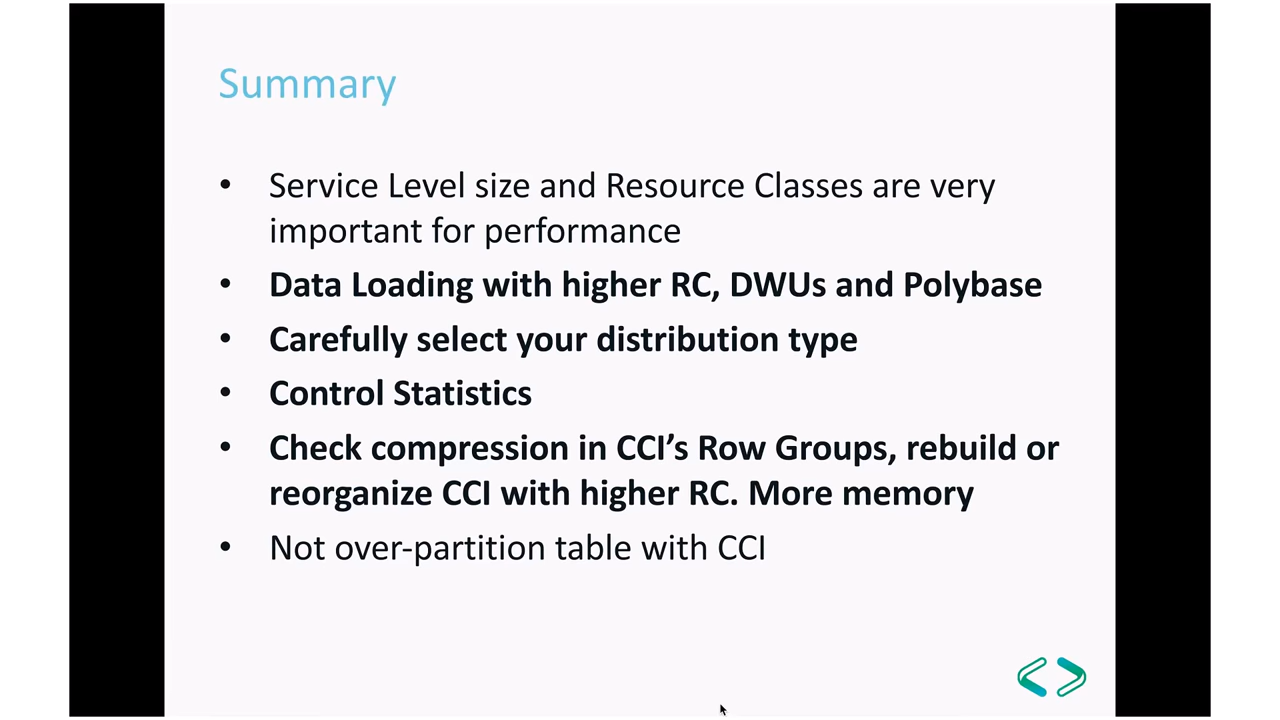 Summary
• Service Level size and Resource Classes are very
important for performance
• Data Loading with higher RC, DWUs and Polybase
• Carefully select your distribution type
• Control Statistics
• Check compression in CCI’s Row Groups, rebuild or
reorganize CCI with higher RC. More memory
• Not over-partition table with CCI